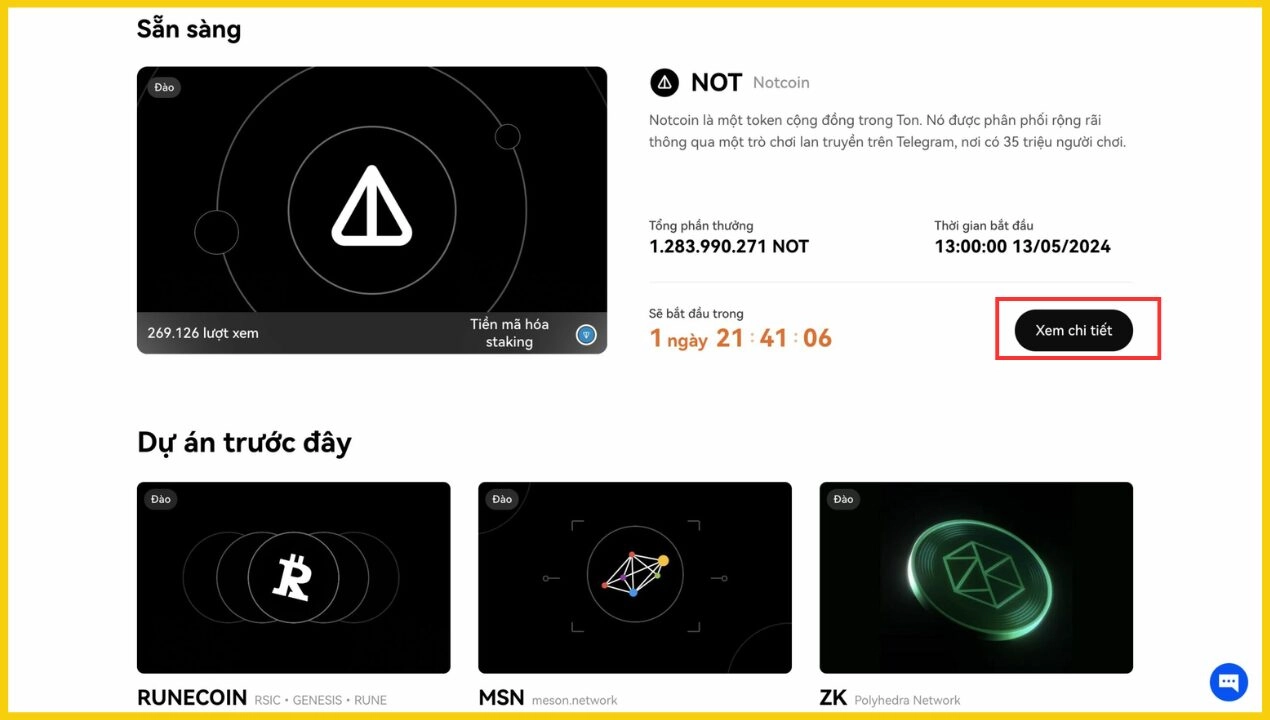 Sẵn sàng
Đào
269.126 lượt xem
Tiền mã hóa
staking
NOT Notcoin
Notcoin là một token cộng đồng trong Ton. Nó được phân phối rộng rãi
thông qua một trò chơi lan truyền trên Telegram, nơi có 35 triệu người chơi.
Tổng phần thưởng
1.283.990.271 NOT
Thời gian bắt đầu
13:00:00 13/05/2024
Sẽ bắt đầu trong
1 ngày 21 : 41 : 06
Xem chi tiết
Dự án trước đây
Đào
Đào
Đào
RUNECOIN RSIC • GENESIS • RUNE
MSN meson.network
ZK Polyhedra Network